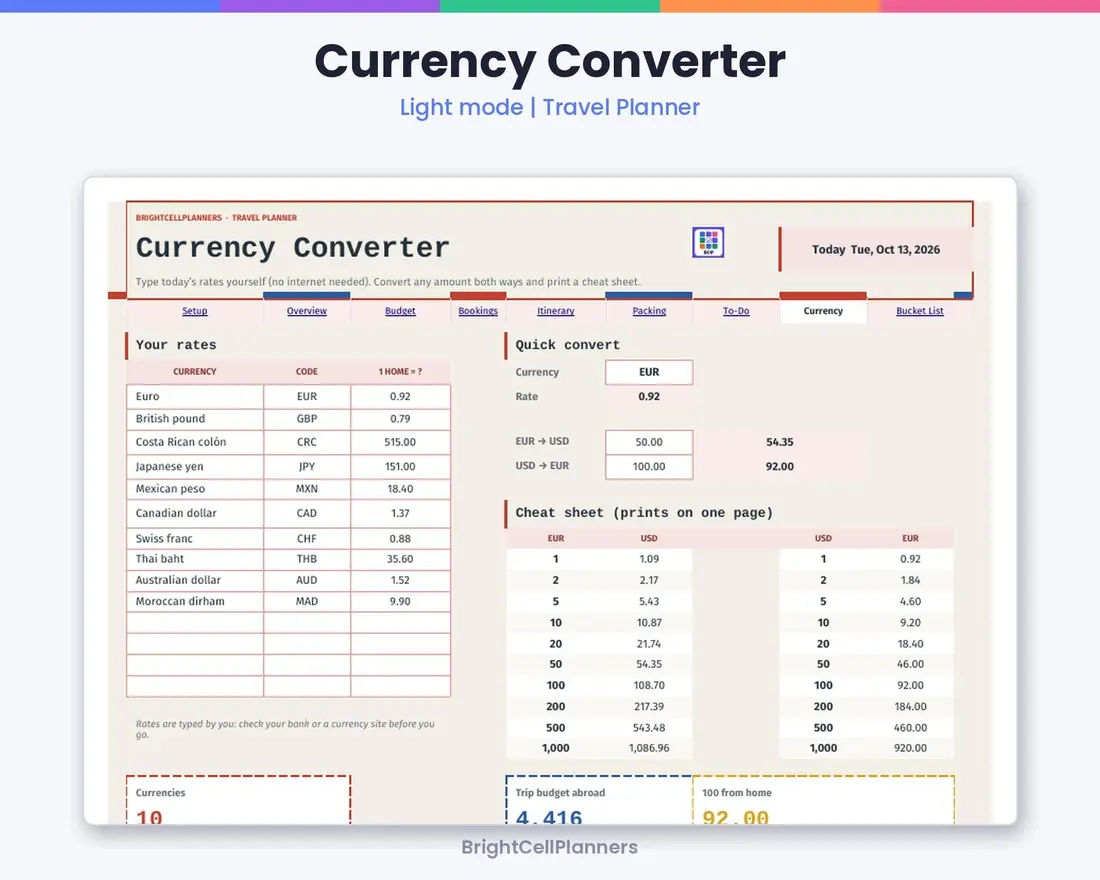 Currency Converter
Light mode | Travel Planner
BRIGHTCELLPLANNERS · TRAVEL PLANNER
Currency Converter
BCP
Today Tue, Oct 13, 2026
Type today's rates yourself (no internet needed). Convert any amount both ways and print a cheat sheet.
Setup Overview Budget Bookings Itinerary Packing To-Do Currency Bucket List
Your rates
CURRENCY CODE 1 HOME = ?
Euro EUR 0.92
British pound GBP 0.79
Costa Rican colón CRC 515.00
Japanese yen JPY 151.00
Mexican peso MXN 18.40
Canadian dollar CAD 1.37
Swiss franc CHF 0.88
Thai baht THB 35.60
Australian dollar AUD 1.52
Moroccan dirham MAD 9.90
Rates are typed by you: check your bank or a currency site before you
go.
Quick convert
Currency EUR
Rate 0.92
EUR → USD 50.00 54.35
USD → EUR 100.00 92.00
Cheat sheet (prints on one page)
EUR USD USD EUR
1 1.09 1 0.92
2 2.17 2 1.84
5 5.43 5 4.60
10 10.87 10 9.20
20 21.74 20 18.40
50 54.35 50 46.00
100 108.70 100 92.00
200 217.39 200 184.00
500 543.48 500 460.00
1,000 1,086.96 1,000 920.00
Currencies
10
Trip budget abroad
4,416
100 from home
92.00
BrightCellPlanners